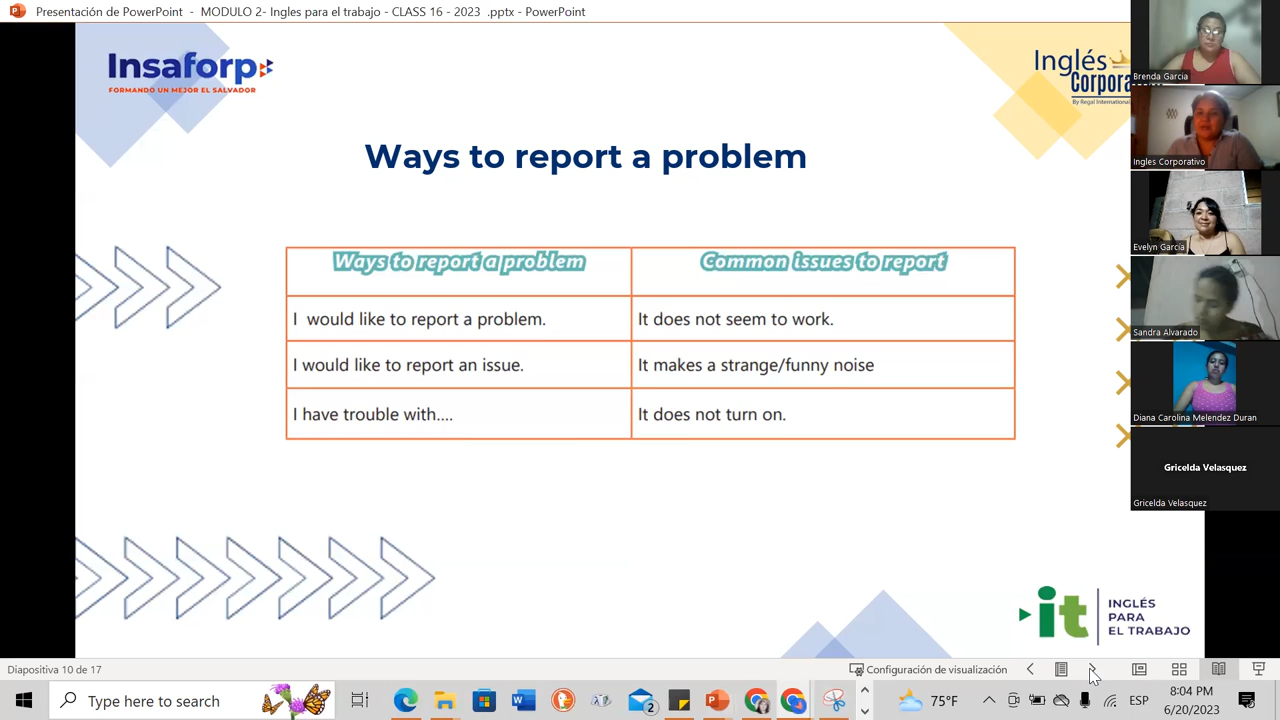 Presentación de PowerPoint - MODULO 2- Ingles para el trabajo - CLASS 16 - 2023 .pptx - PowerPoint
Insaforp
FORMANDO UN MEJOR EL SALVADOR
Inglés
Corpora
By Regal International
Ways to report a problem
Ways to report a problem
Common issues to report
I would like to report a problem.
It does not seem to work.
I would like to report an issue.
It makes a strange/funny noise
I have trouble with....
It does not turn on.
it
INGLÉS
PARA
EL TRABAJO
Brenda Garcia
Ingles Corporativo
Evelyn Garcia
Sandra Alvarado
Diana Carolina Melendez Duran
Gricelda Velasquez
Gricelda Velasquez
Diapositiva 10 de 17
Configuración de visualización
Type here to search
2
75°F
ESP
8:04 PM
6/20/2023